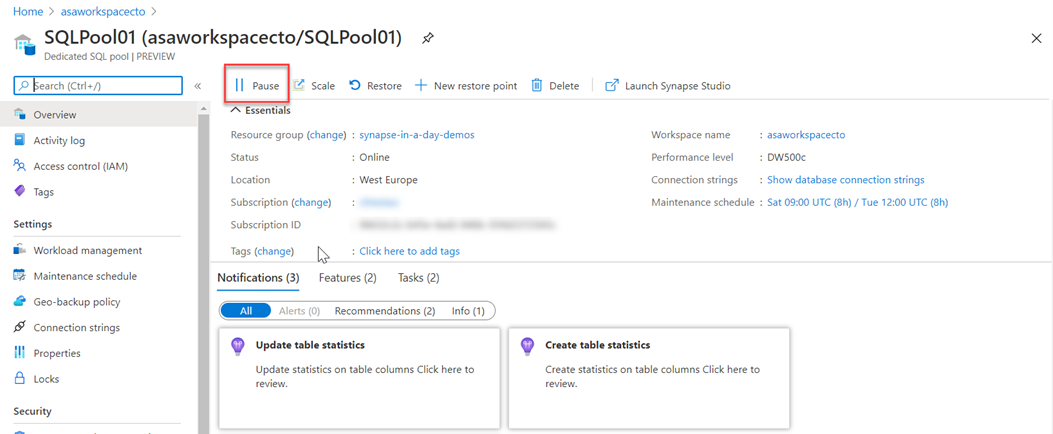 Home > asaworkspacecto >
SQLPool01 (asaworkspacecto/SQLPool01)
Dedicated SQL pool | PREVIEW
Search (Ctrl+/)
«
Pause
Scale
Restore
New restore point
Delete
Launch Synapse Studio
Overview
Activity log
Access control (IAM)
Tags
Settings
Workload management
Maintenance schedule
Geo-backup policy
Connection strings
Properties
Locks
Security
Essentials
Resource group (change) : synapse-in-a-day-demos
Status : Online
Location : West Europe
Subscription (change) :
Subscription ID :
Tags (change) : Click here to add tags
Workspace name : asaworkspacecto
Performance level : DW500c
Connection strings : Show database connection strings
Maintenance schedule : Sat 09:00 UTC (8h) / Tue 12:00 UTC (8h)
Notifications (3)
Features (2)
Tasks (2)
All
Alerts (0)
Recommendations (2)
Info (1)
Update table statistics
Update statistics on table columns Click here to
review.
Create table statistics
Create statistics on table columns Click here to
review.